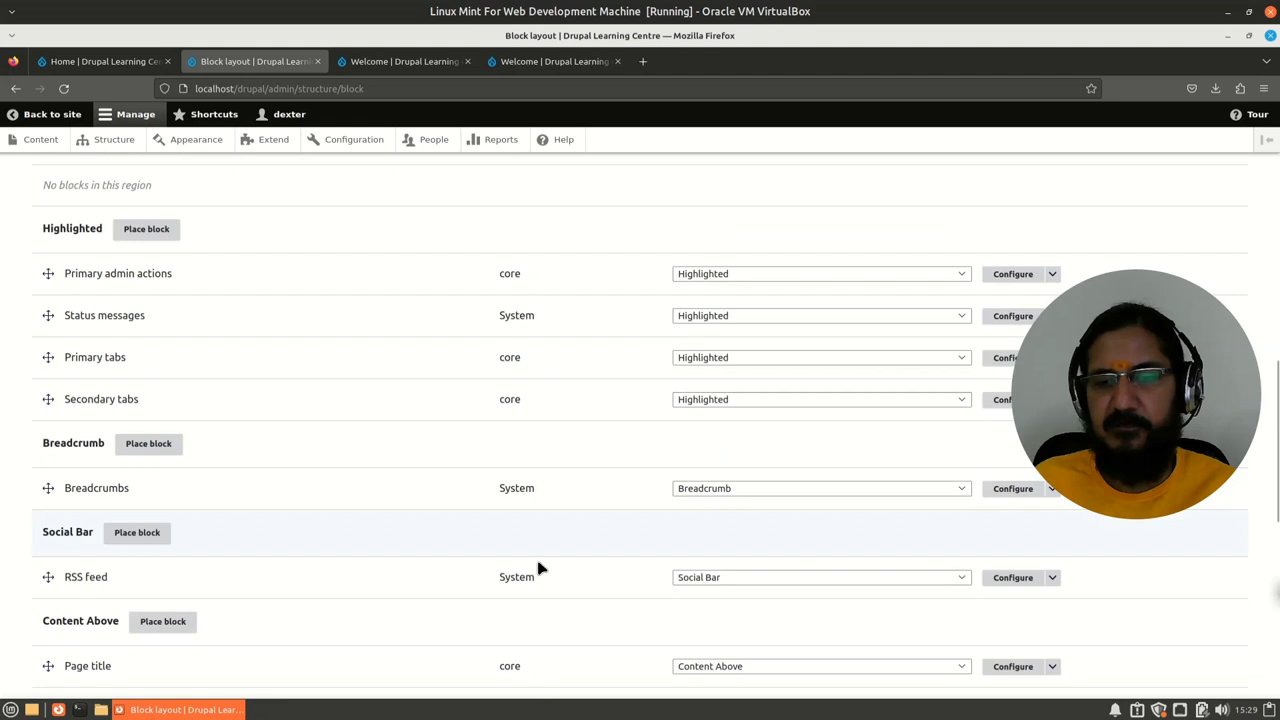 Linux Mint For Web Development Machine [Running] - Oracle VM VirtualBox
Block layout | Drupal Learning Centre — Mozilla Firefox
Home | Drupal Learning Ce
Block layout | Drupal Learni
Welcome | Drupal Learning
Welcome | Drupal Learning
localhost/drupal/admin/structure/block
Back to site
Manage
Shortcuts
dexter
Tour
Content
Structure
Appearance
Extend
Configuration
People
Reports
Help
No blocks in this region
Highlighted Place block
Primary admin actions core Highlighted Configure
Status messages System Highlighted Configure
Primary tabs core Highlighted Confi
Secondary tabs core Highlighted Con
Breadcrumb Place block
Breadcrumbs System Breadcrumb Configure
Social Bar Place block
RSS feed System Social Bar Configure
Content Above Place block
Page title core Content Above Configure
Block layout | Drupal Lear...
15:29